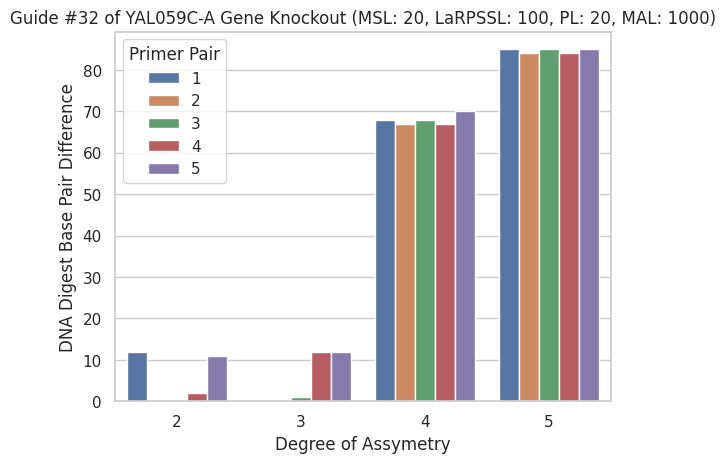 Guide #32 of YAL059C-A Gene Knockout (MSL: 20, LaRPSSL: 100, PL: 20, MAL: 1000)
Primer Pair
1
2
3
4
5
DNA Digest Base Pair Difference
80
70
60
50
40
30
20
10
0
2 3 4 5
Degree of Assymetry